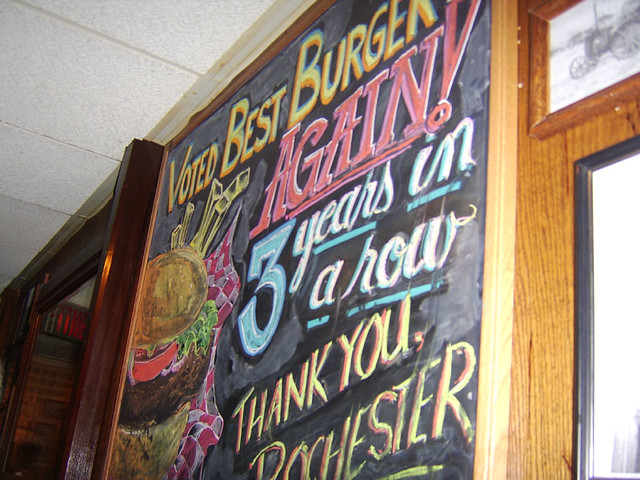 VOTED BEST BURGER
AGAIN!
3 years in
a row
THANK YOU,
ROCHESTER